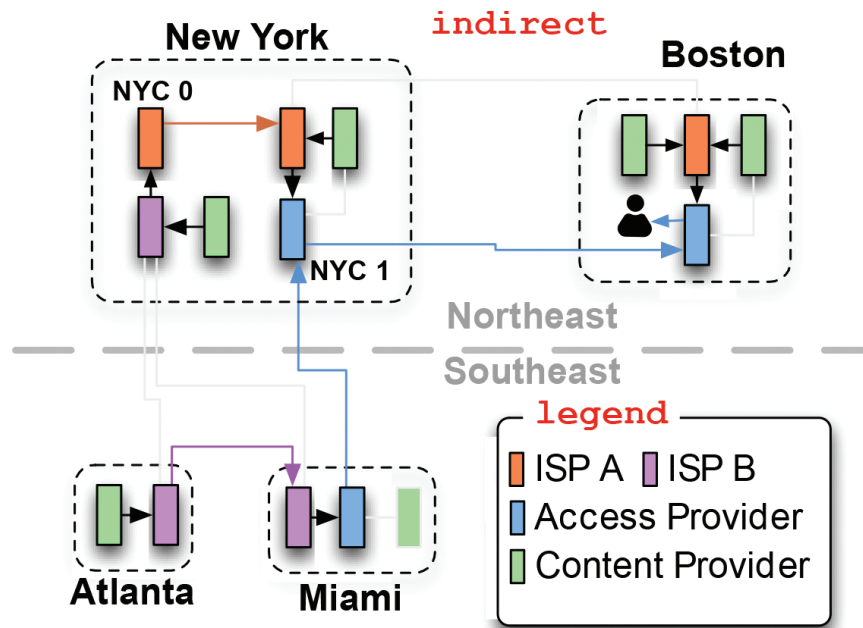 indirect
New York
Boston
NYC 0
NYC 1
Northeast
Southeast
legend
ISP A
ISP B
Access Provider
Content Provider
Atlanta
Miami